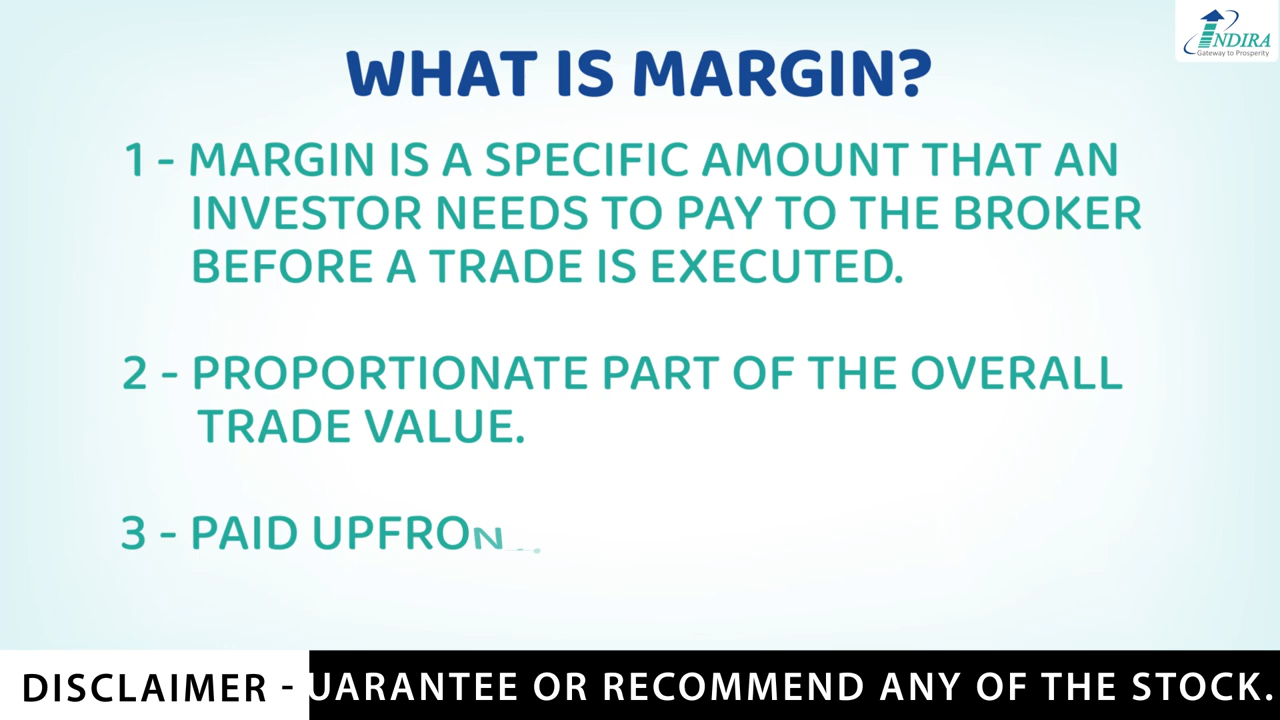 WHAT IS MARGIN?
INDIRA
Gateway to Prosperity
1 - MARGIN IS A SPECIFIC AMOUNT THAT AN
INVESTOR NEEDS TO PAY TO THE BROKER
BEFORE A TRADE IS EXECUTED.
2 - PROPORTIONATE PART OF THE OVERALL
TRADE VALUE.
3 - PAID UPFRON
DISCLAIMER - UARANTEE OR RECOMMEND ANY OF THE STOCK.